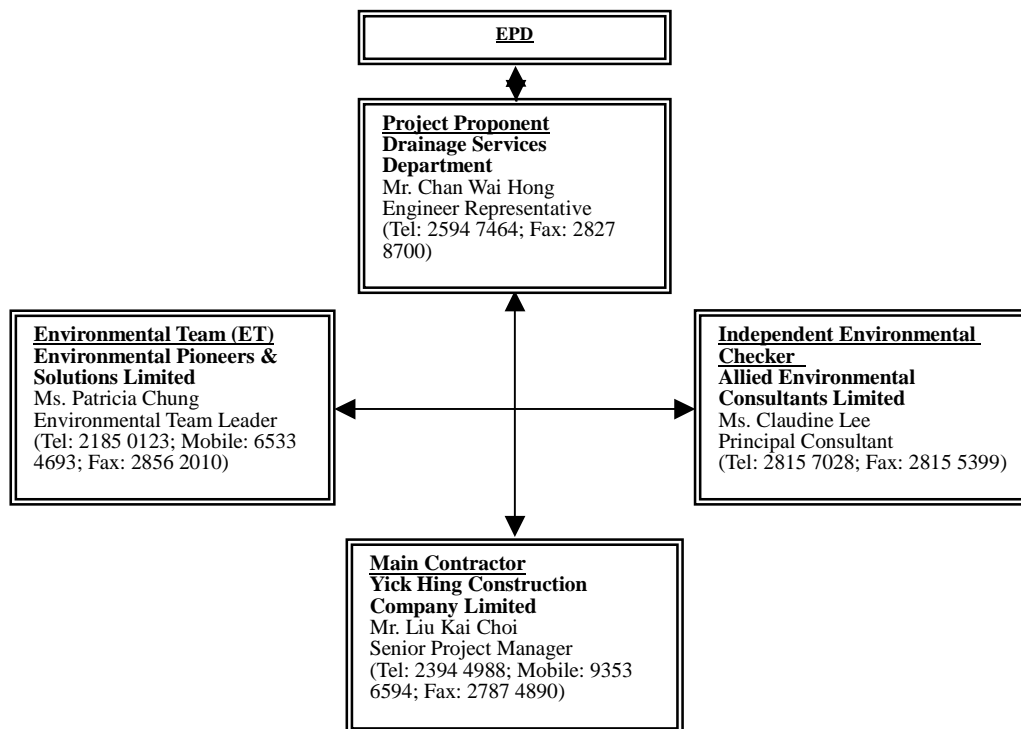 EPD
Project Proponent
Drainage Services
Department
Mr. Chan Wai Hong
Engineer Representative
(Tel: 2594 7464; Fax: 2827
8700)
Environmental Team (ET)
Environmental Pioneers &
Solutions Limited
Ms. Patricia Chung
Environmental Team Leader
(Tel: 2185 0123; Mobile: 6533
4693; Fax: 2856 2010)
Independent Environmental
Checker
Allied Environmental
Consultants Limited
Ms. Claudine Lee
Principal Consultant
(Tel: 2815 7028; Fax: 2815 5399)
Main Contractor
Yick Hing Construction
Company Limited
Mr. Liu Kai Choi
Senior Project Manager
(Tel: 2394 4988; Mobile: 9353
6594; Fax: 2787 4890)